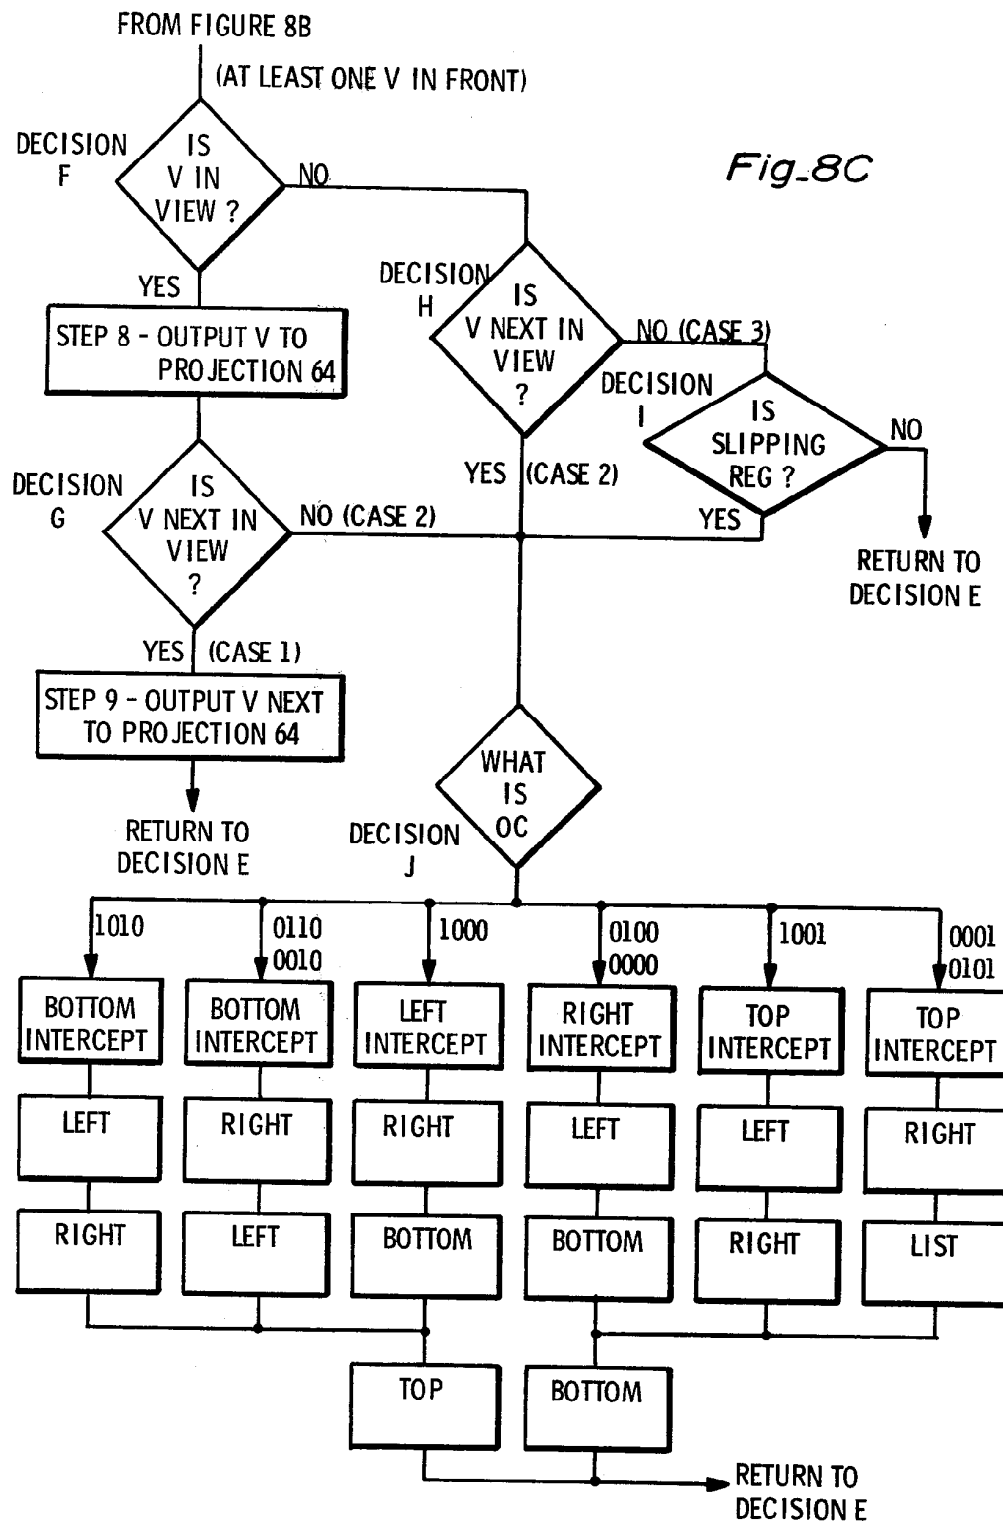 FROM FIGURE 8B
(AT LEAST ONE V IN FRONT)
Fig_8C
DECISION
F
IS
V IN
VIEW ?
NO
YES
STEP 8 - OUTPUT V TO
PROJECTION 64
DECISION
H
IS
V NEXT IN
VIEW
?
NO (CASE 3)
YES (CASE 2)
DECISION
I
IS
SLIPPING
REG ?
NO
YES
RETURN TO
DECISION E
DECISION
G
IS
V NEXT IN
VIEW
?
NO (CASE 2)
YES (CASE 1)
STEP 9 - OUTPUT V NEXT
TO PROJECTION 64
RETURN TO
DECISION E
DECISION
J
WHAT
IS
OC
1010
0110
0010
1000
0100
0000
1001
0001
0101
BOTTOM
INTERCEPT
BOTTOM
INTERCEPT
LEFT
INTERCEPT
RIGHT
INTERCEPT
TOP
INTERCEPT
TOP
INTERCEPT
LEFT
RIGHT
RIGHT
LEFT
LEFT
RIGHT
RIGHT
LEFT
BOTTOM
BOTTOM
RIGHT
LIST
TOP
BOTTOM
RETURN TO
DECISION E